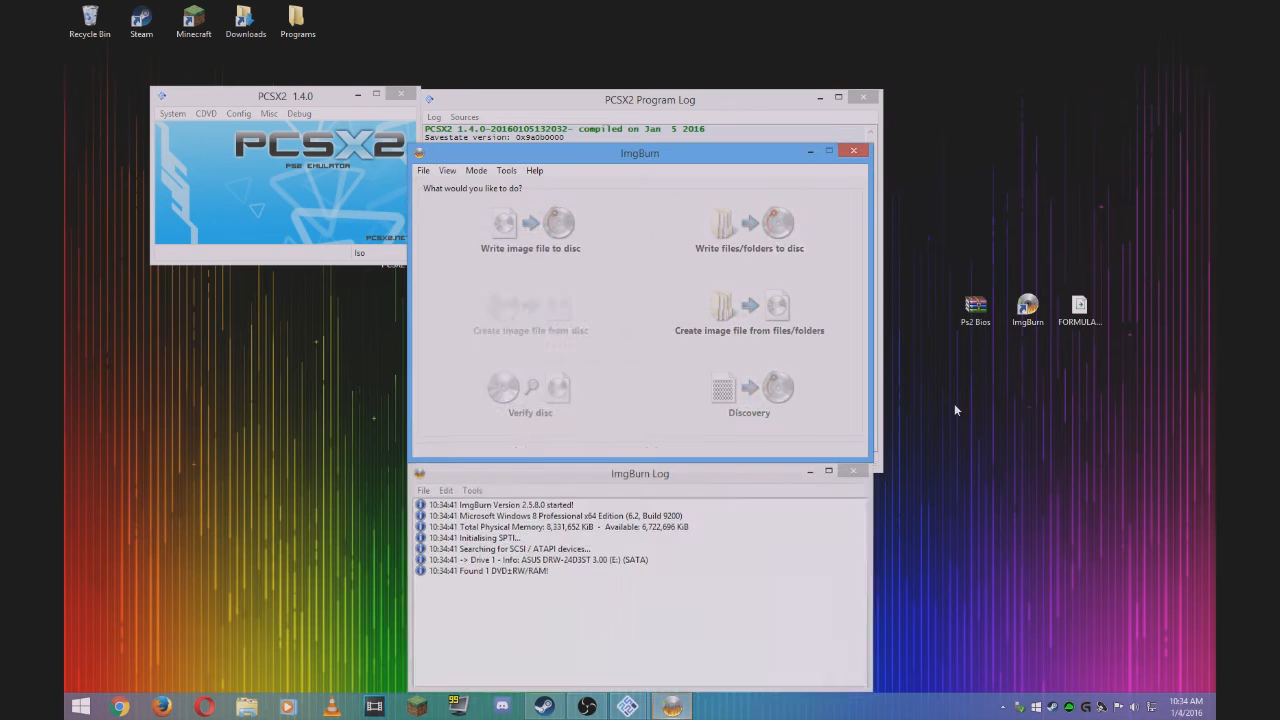 Recycle Bin
Steam
Minecraft
Downloads
Programs
PCSX2 1.4.0
System CDVD Config Misc Debug
PCSX2
PS2 EMULATOR
PCSX2.NE
Iso
PCSX2
PCSX2 Program Log
Log Sources
PCSX2 1.4.0-20160105132032- compiled on Jan 5 2016
Savestate version: 0x9a0b0000
ImgBurn
File View Mode Tools Help
What would you like to do?
Write image file to disc
Write files/folders to disc
Create image file from disc
Create image file from files/folders
Verify disc
Discovery
Ps2 Bios
ImgBurn
FORMULA...
ImgBurn Log
File Edit Tools
10:34:41 ImgBurn Version 2.5.8.0 started!
10:34:41 Microsoft Windows 8 Professional x64 Edition (6.2, Build 9200)
10:34:41 Total Physical Memory: 8,331,652 KiB - Available: 6,722,696 KiB
10:34:41 Initialising SPTI...
10:34:41 Searching for SCSI / ATAPI devices...
10:34:41 -> Drive 1 - Info: ASUS DRW-24D3ST 3.00 (E:) (SATA)
10:34:41 Found 1 DVD±RW/RAM!
99
10:34 AM
1/4/2016